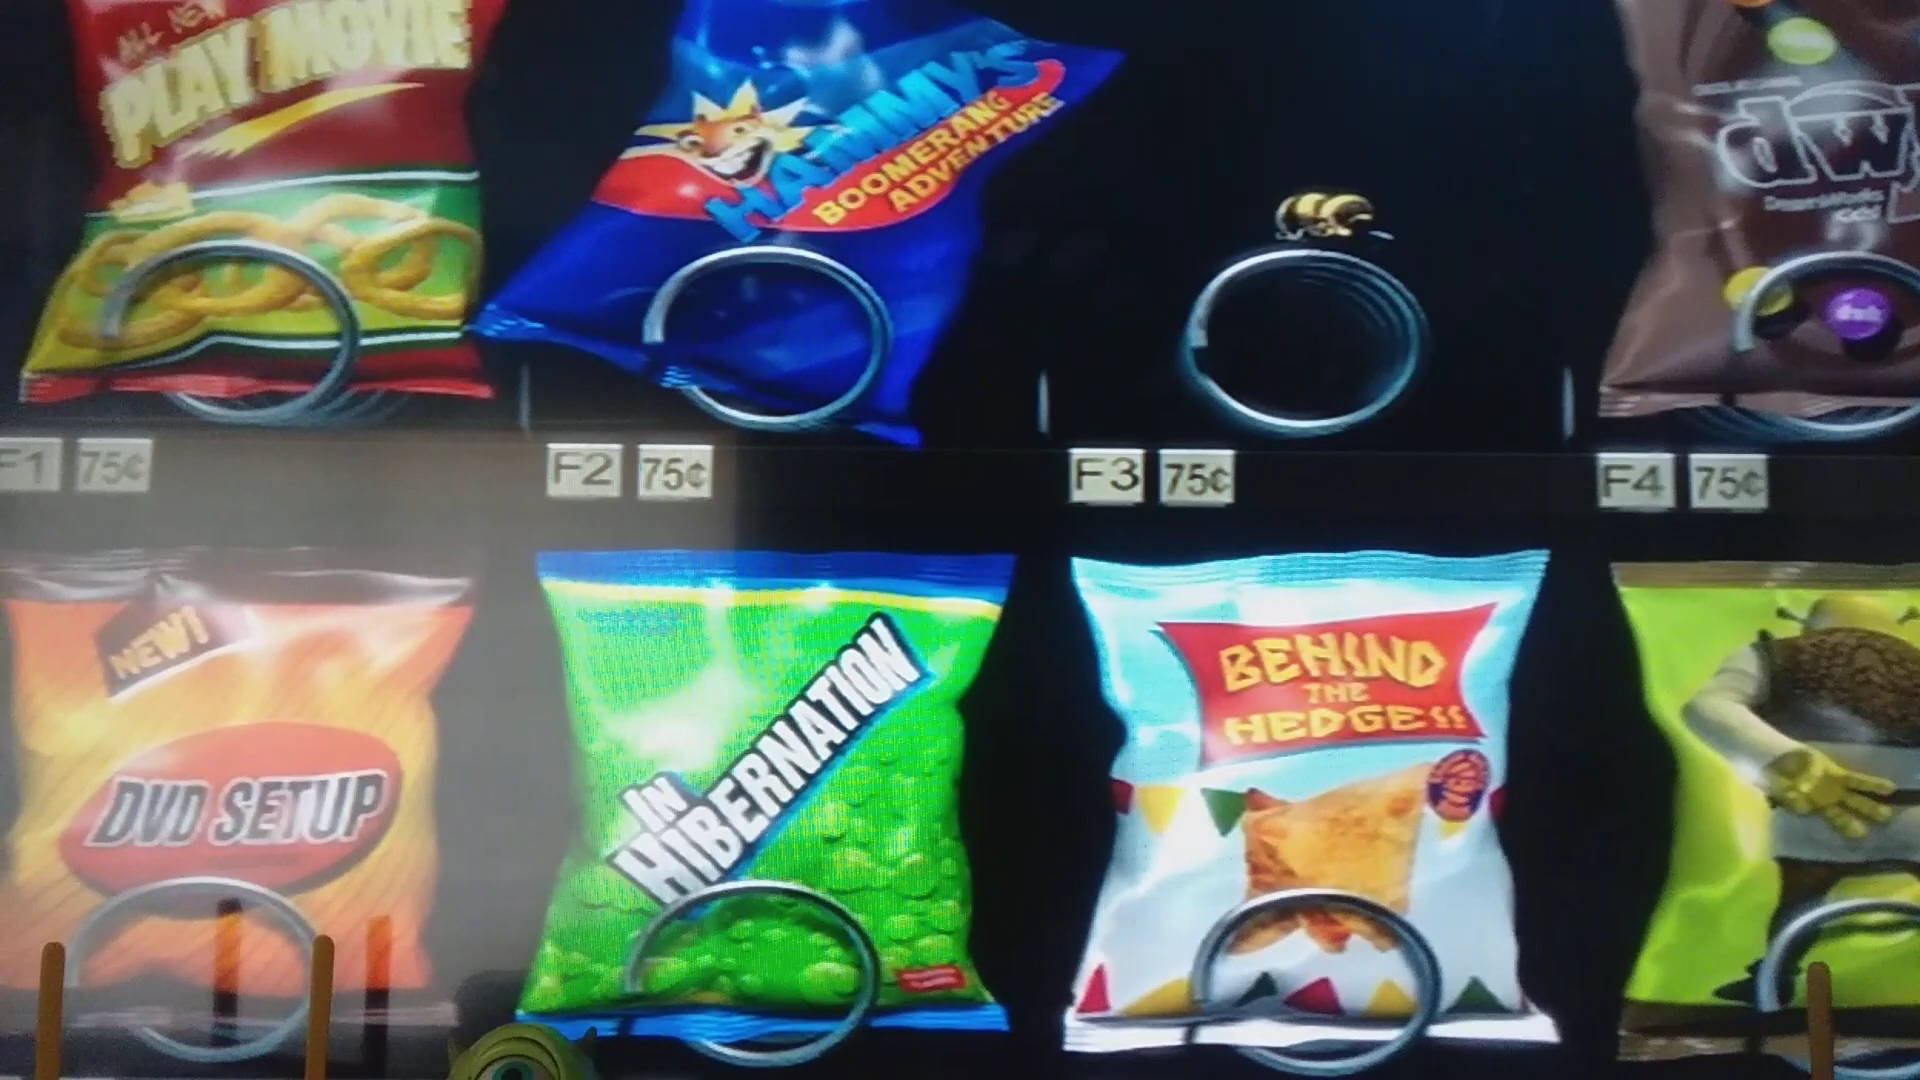 ALL NEW
PLAY MOVIE
HAMMY'S
BOOMERANG
ADVENTURE
F1 75¢
F2 75¢
F3 75¢
F4 75¢
NEW!
DVD SETUP
IN
HIBERNATION
BEHIND
THE
HEDGESS